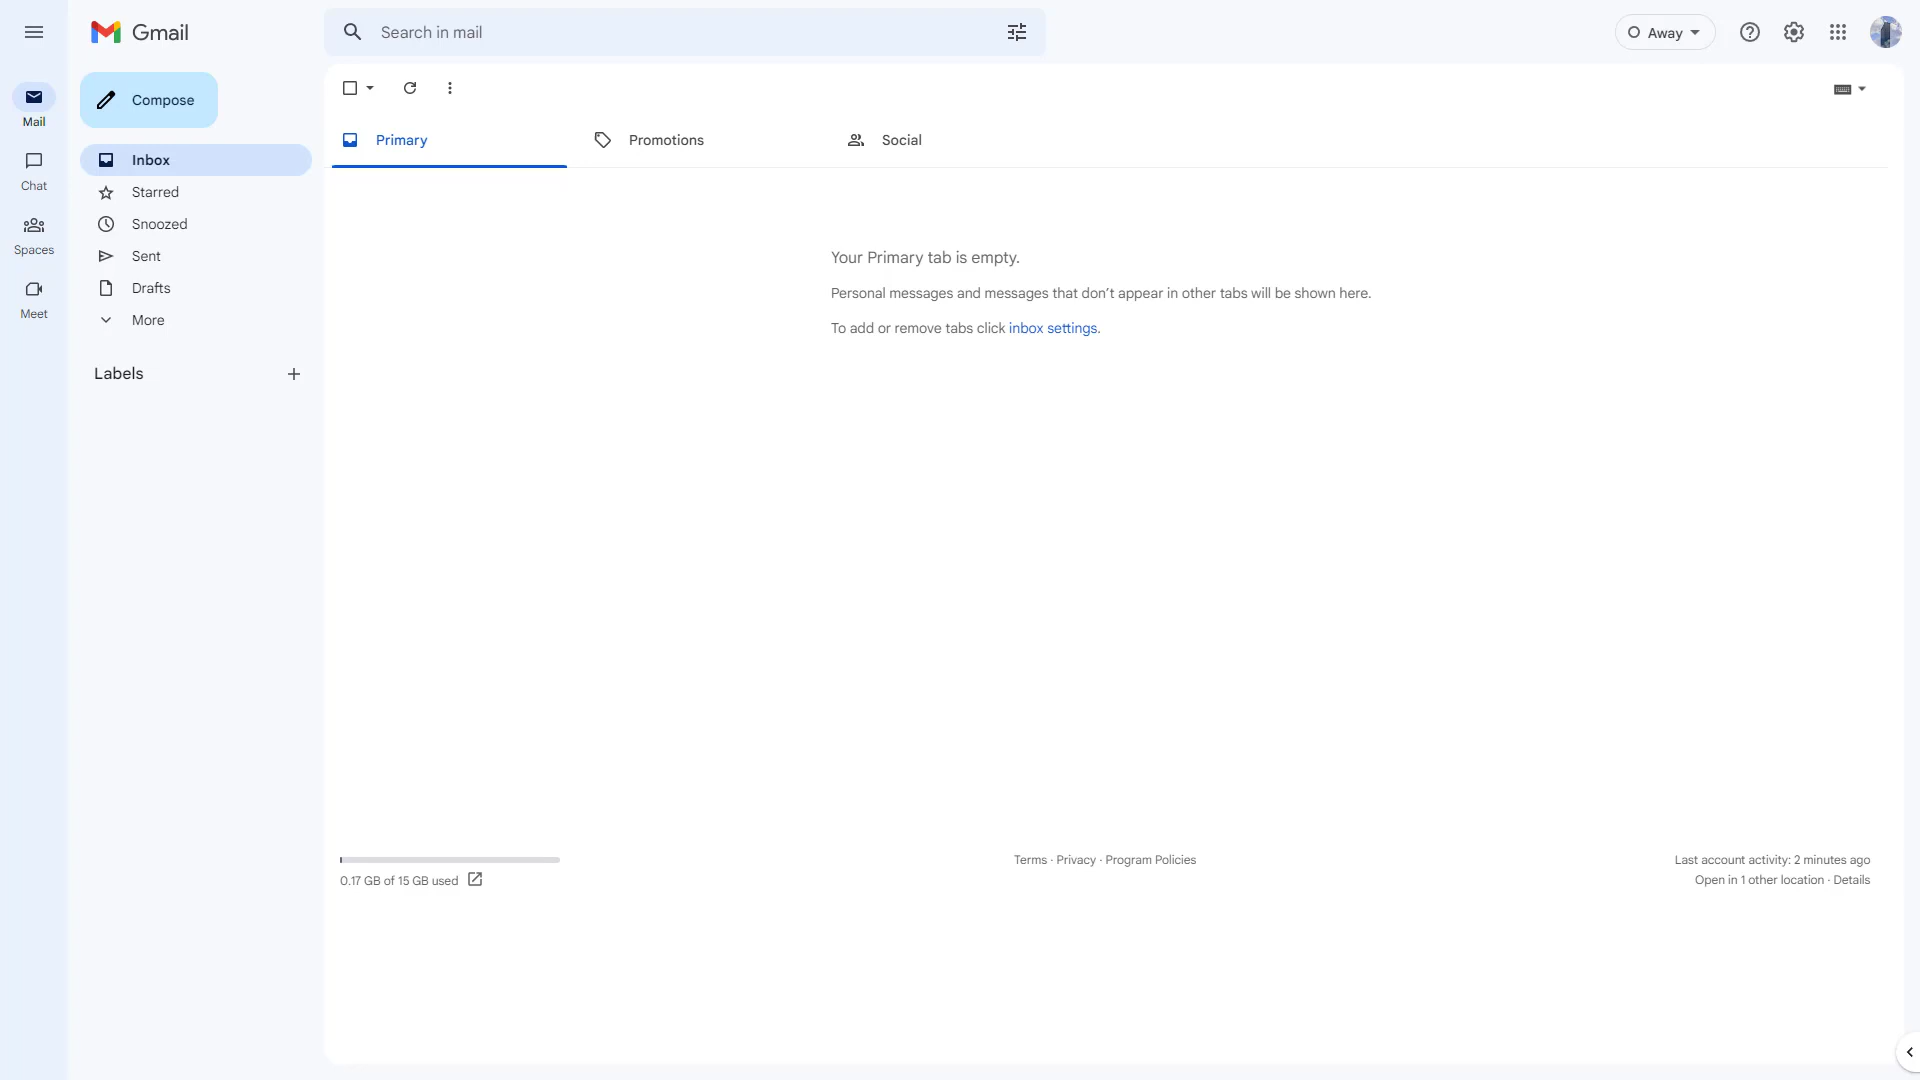 Gmail
Search in mail
Away
Mail
Chat
Spaces
Meet
Compose
Inbox
Starred
Snoozed
Sent
Drafts
More
Labels
Primary
Promotions
Social
Your Primary tab is empty.
Personal messages and messages that don’t appear in other tabs will be shown here.
To add or remove tabs click inbox settings.
0.17 GB of 15 GB used
Terms · Privacy · Program Policies
Last account activity: 2 minutes ago
Open in 1 other location · Details